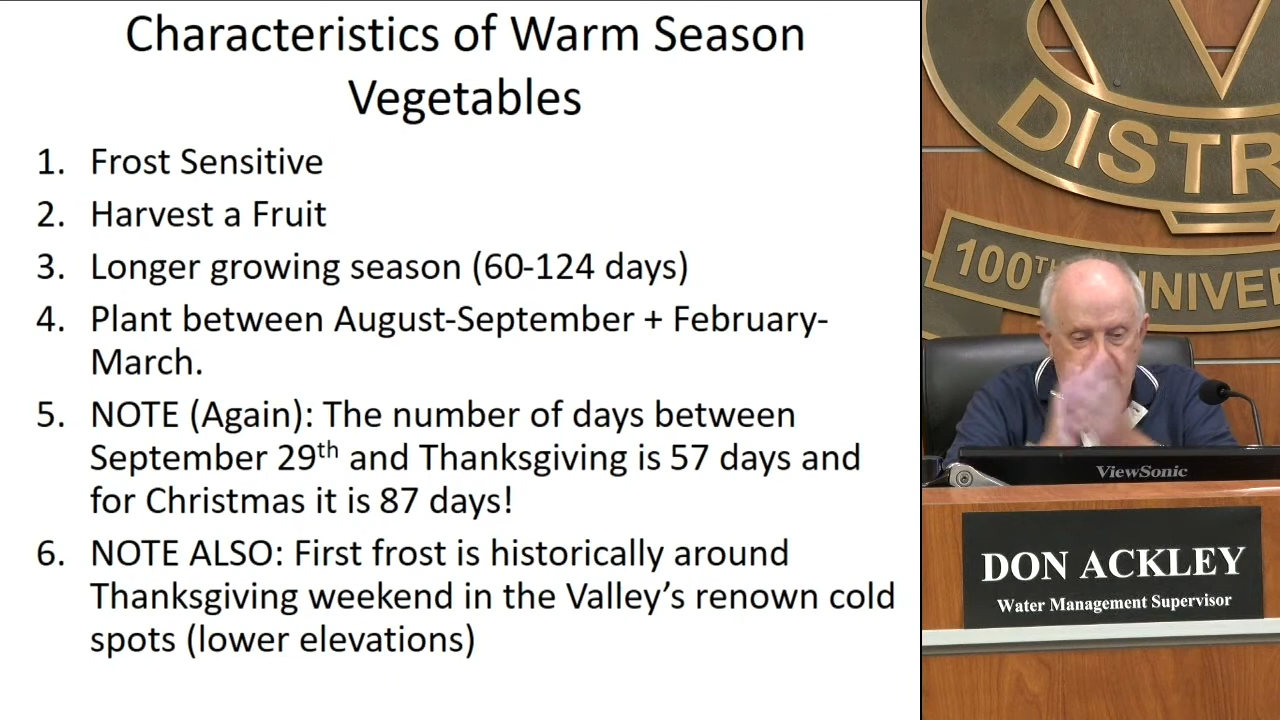 Characteristics of Warm Season
Vegetables
1. Frost Sensitive
2. Harvest a Fruit
3. Longer growing season (60-124 days)
4. Plant between August-September + February-
March.
5. NOTE (Again): The number of days between
September 29th and Thanksgiving is 57 days and
for Christmas it is 87 days!
6. NOTE ALSO: First frost is historically around
Thanksgiving weekend in the Valley's renown cold
spots (lower elevations)
DISTR
100TH
NIVER
ViewSonic
DON ACKLEY
Water Management Supervisor